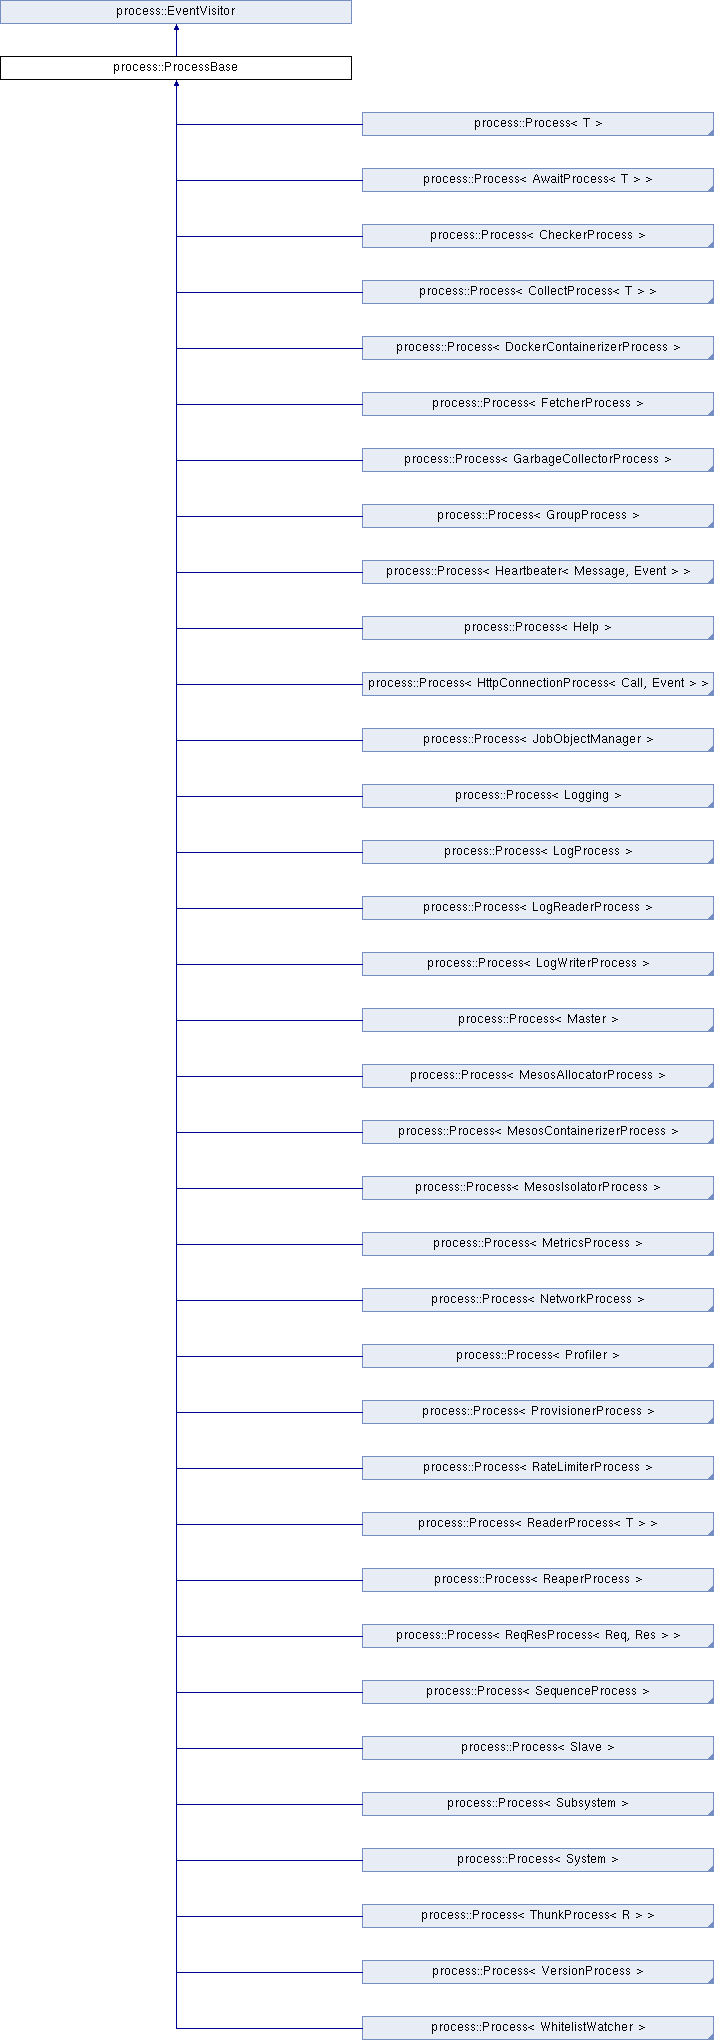 process::EventVisitor
process::ProcessBase
process::Process< T >
process::Process< AwaitProcess< T > >
process::Process< CheckerProcess >
process::Process< CollectProcess< T > >
process::Process< DockerContainerizerProcess >
process::Process< FetcherProcess >
process::Process< GarbageCollectorProcess >
process::Process< GroupProcess >
process::Process< Heartbeater< Message, Event > >
process::Process< Help >
process::Process< HttpConnectionProcess< Call, Event > >
process::Process< JobObjectManager >
process::Process< Logging >
process::Process< LogProcess >
process::Process< LogReaderProcess >
process::Process< LogWriterProcess >
process::Process< Master >
process::Process< MesosAllocatorProcess >
process::Process< MesosContainerizerProcess >
process::Process< MesosIsolatorProcess >
process::Process< MetricsProcess >
process::Process< NetworkProcess >
process::Process< Profiler >
process::Process< ProvisionerProcess >
process::Process< RateLimiterProcess >
process::Process< ReaderProcess< T > >
process::Process< ReaperProcess >
process::Process< ReqResProcess< Req, Res > >
process::Process< SequenceProcess >
process::Process< Slave >
process::Process< Subsystem >
process::Process< System >
process::Process< ThunkProcess< R > >
process::Process< VersionProcess >
process::Process< WhitelistWatcher >